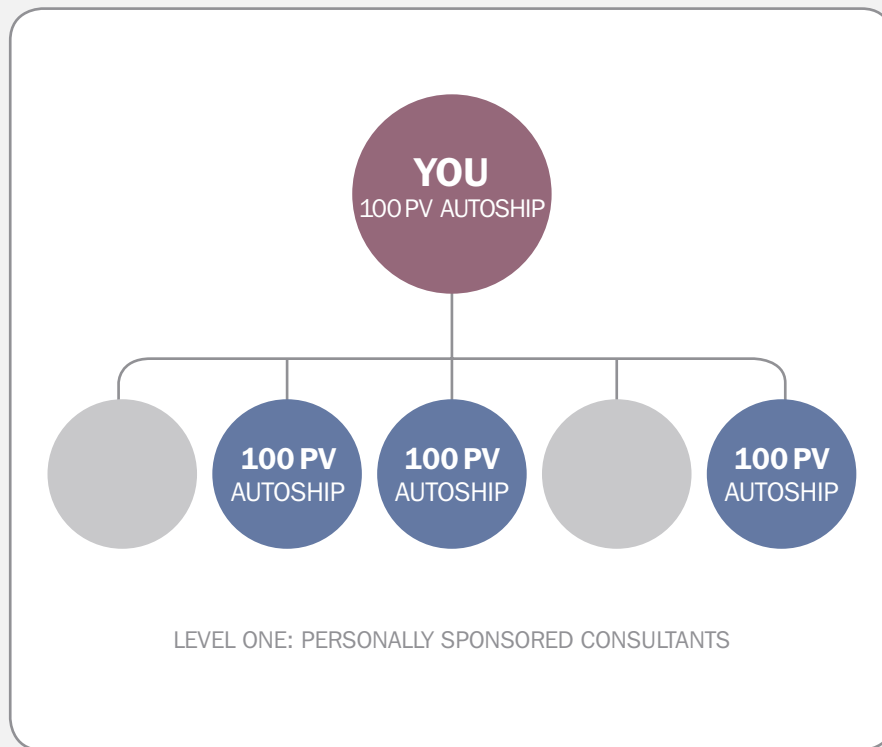 YOU
100 PV AUTOSHIP
100 PV
AUTOSHIP
100 PV
AUTOSHIP
100 PV
AUTOSHIP
LEVEL ONE: PERSONALLY SPONSORED CONSULTANTS